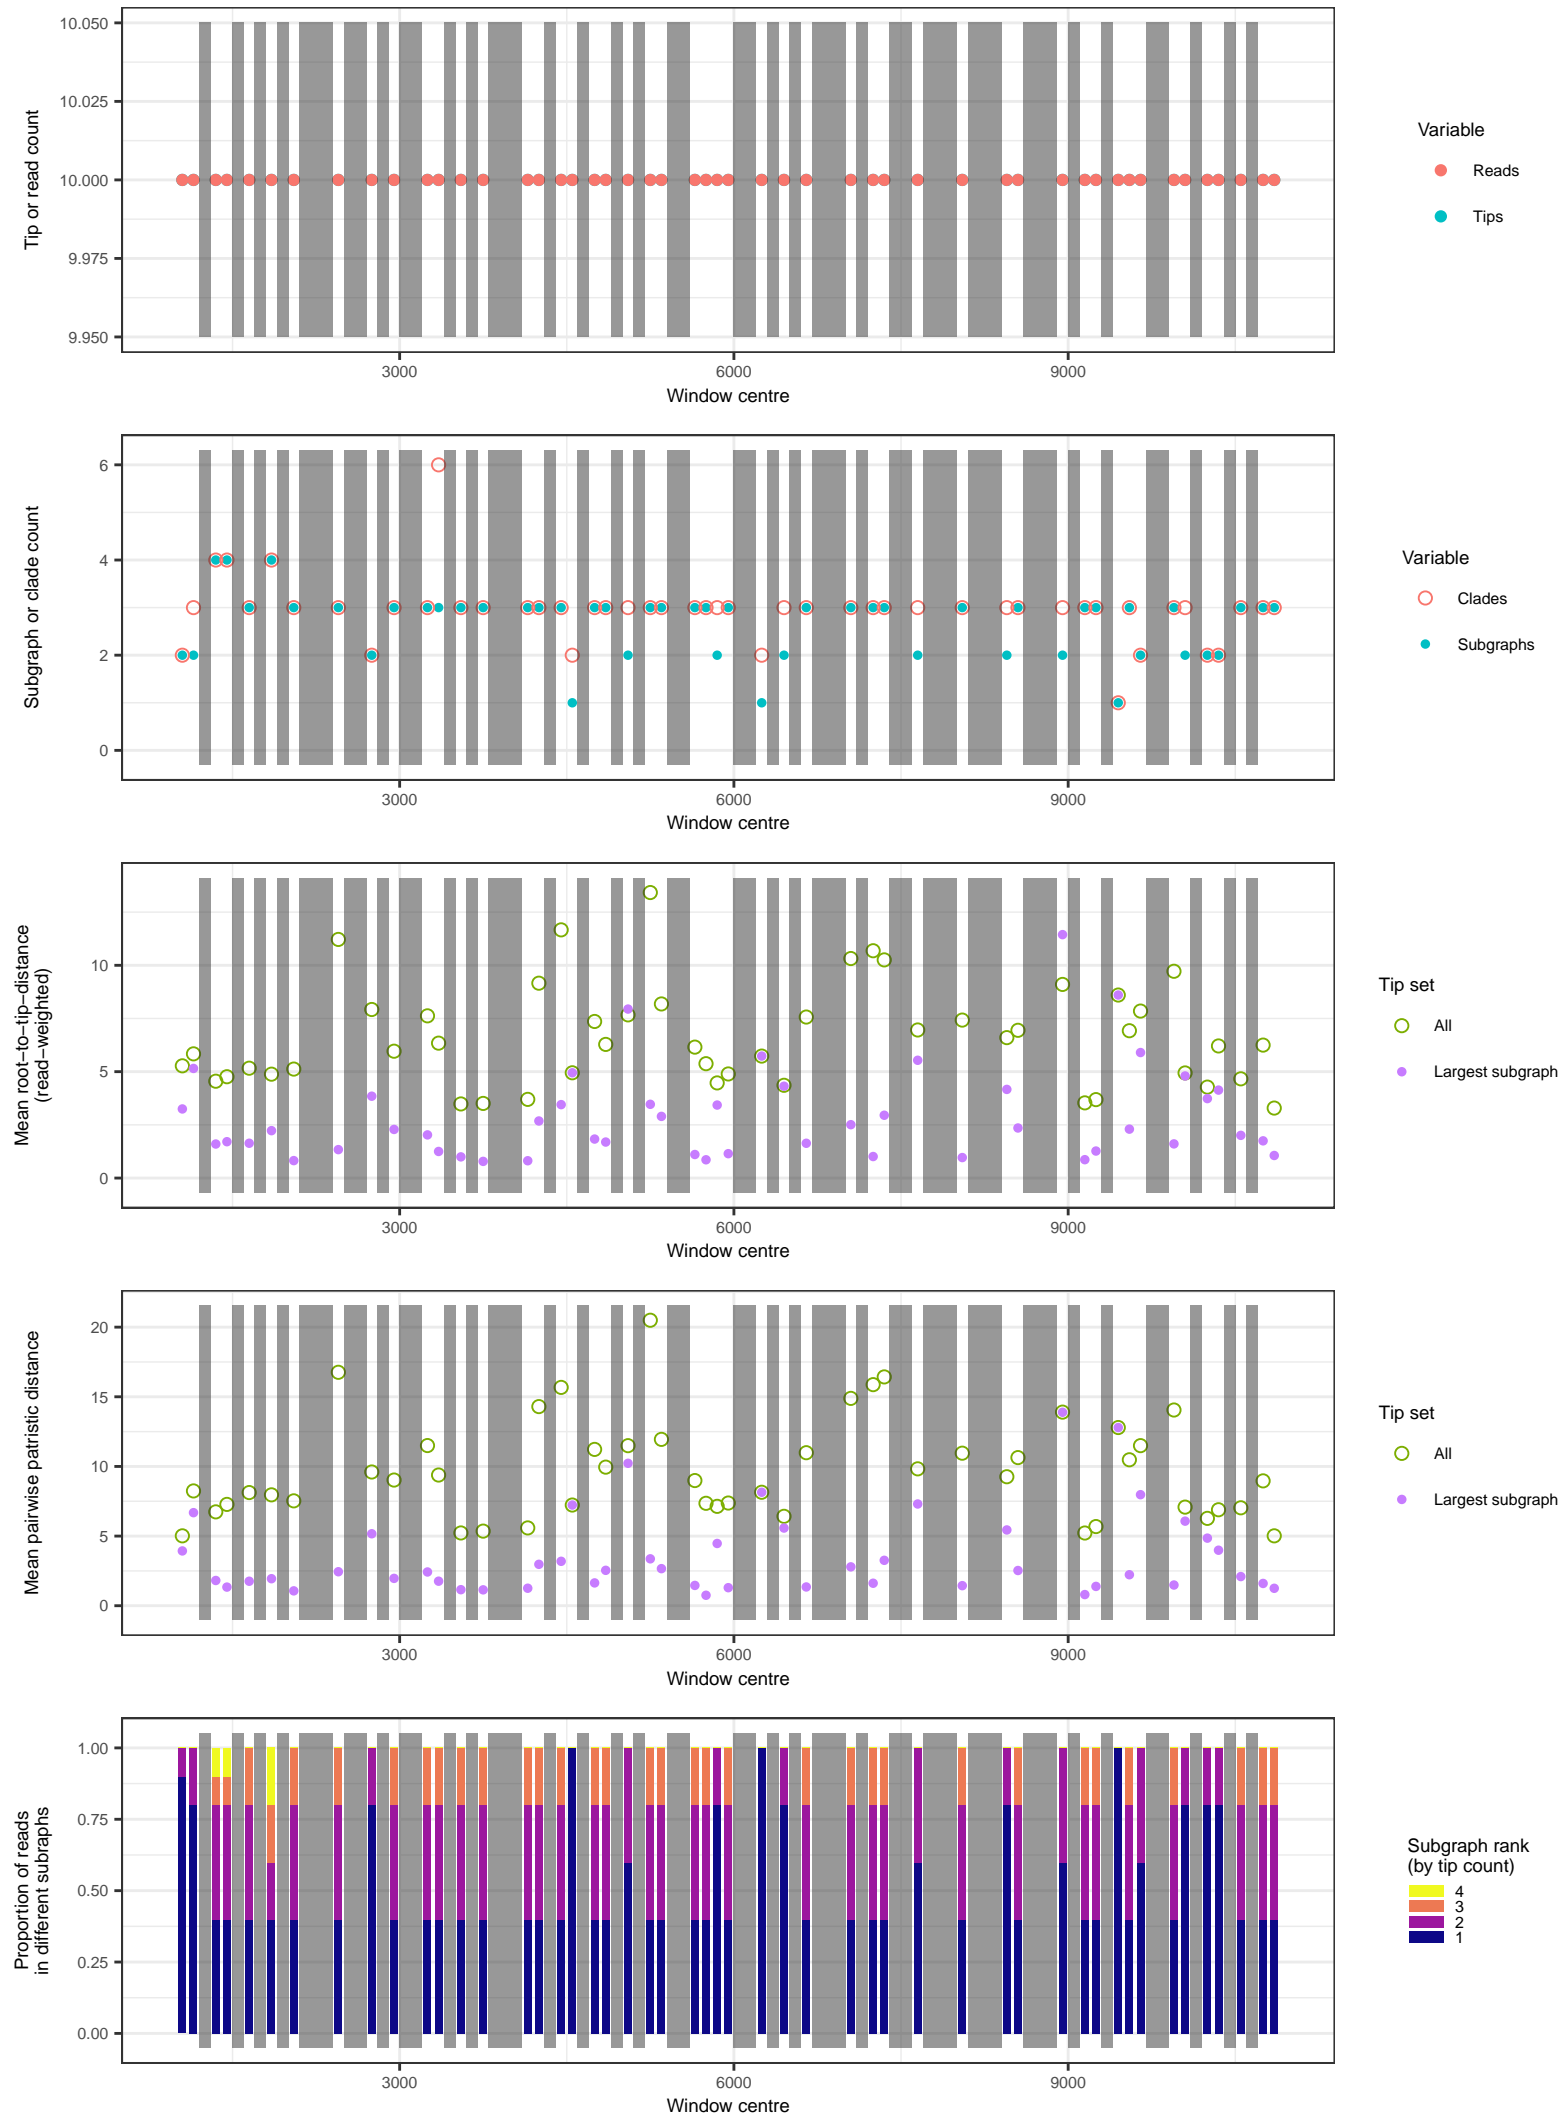 10.050
10.025
10.000
9.975
9.950
Tip or read count
3000
6000
9000
Window centre
Variable
Reads
Tips
6
4
2
0
Subgraph or clade count
3000
6000
9000
Window centre
Variable
Clades
Subgraphs
10
5
0
Mean root−to−tip−distance
(read−weighted)
3000
6000
9000
Window centre
Tip set
All
Largest subgraph
20
15
10
5
0
Mean pairwise patristic distance
3000
6000
9000
Window centre
Tip set
All
Largest subgraph
1.00
0.75
0.50
0.25
0.00
Proportion of reads
in different subraphs
3000
6000
9000
Window centre
Subgraph rank
(by tip count)
4
3
2
1